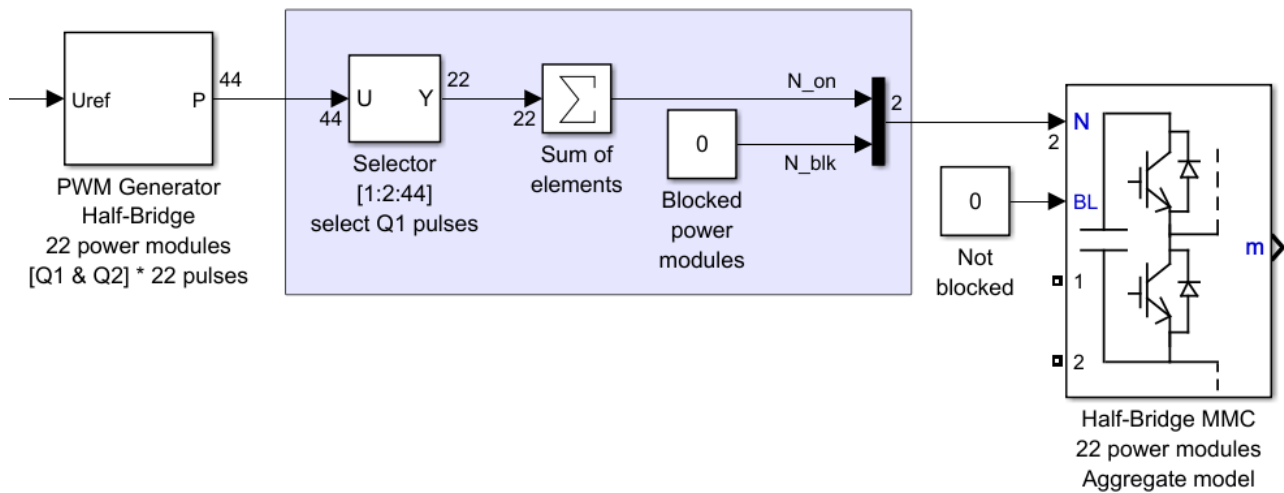 Uref
P
44
PWM Generator
Half-Bridge
22 power modules
[Q1 & Q2] * 22 pulses
44
U
Y
22
Selector
[1:2:44]
select Q1 pulses
22
∑
Sum of
elements
N_on
0
N_blk
Blocked
power
modules
2
0
Not
blocked
N
2
BL
1
2
m
Half-Bridge MMC
22 power modules
Aggregate model